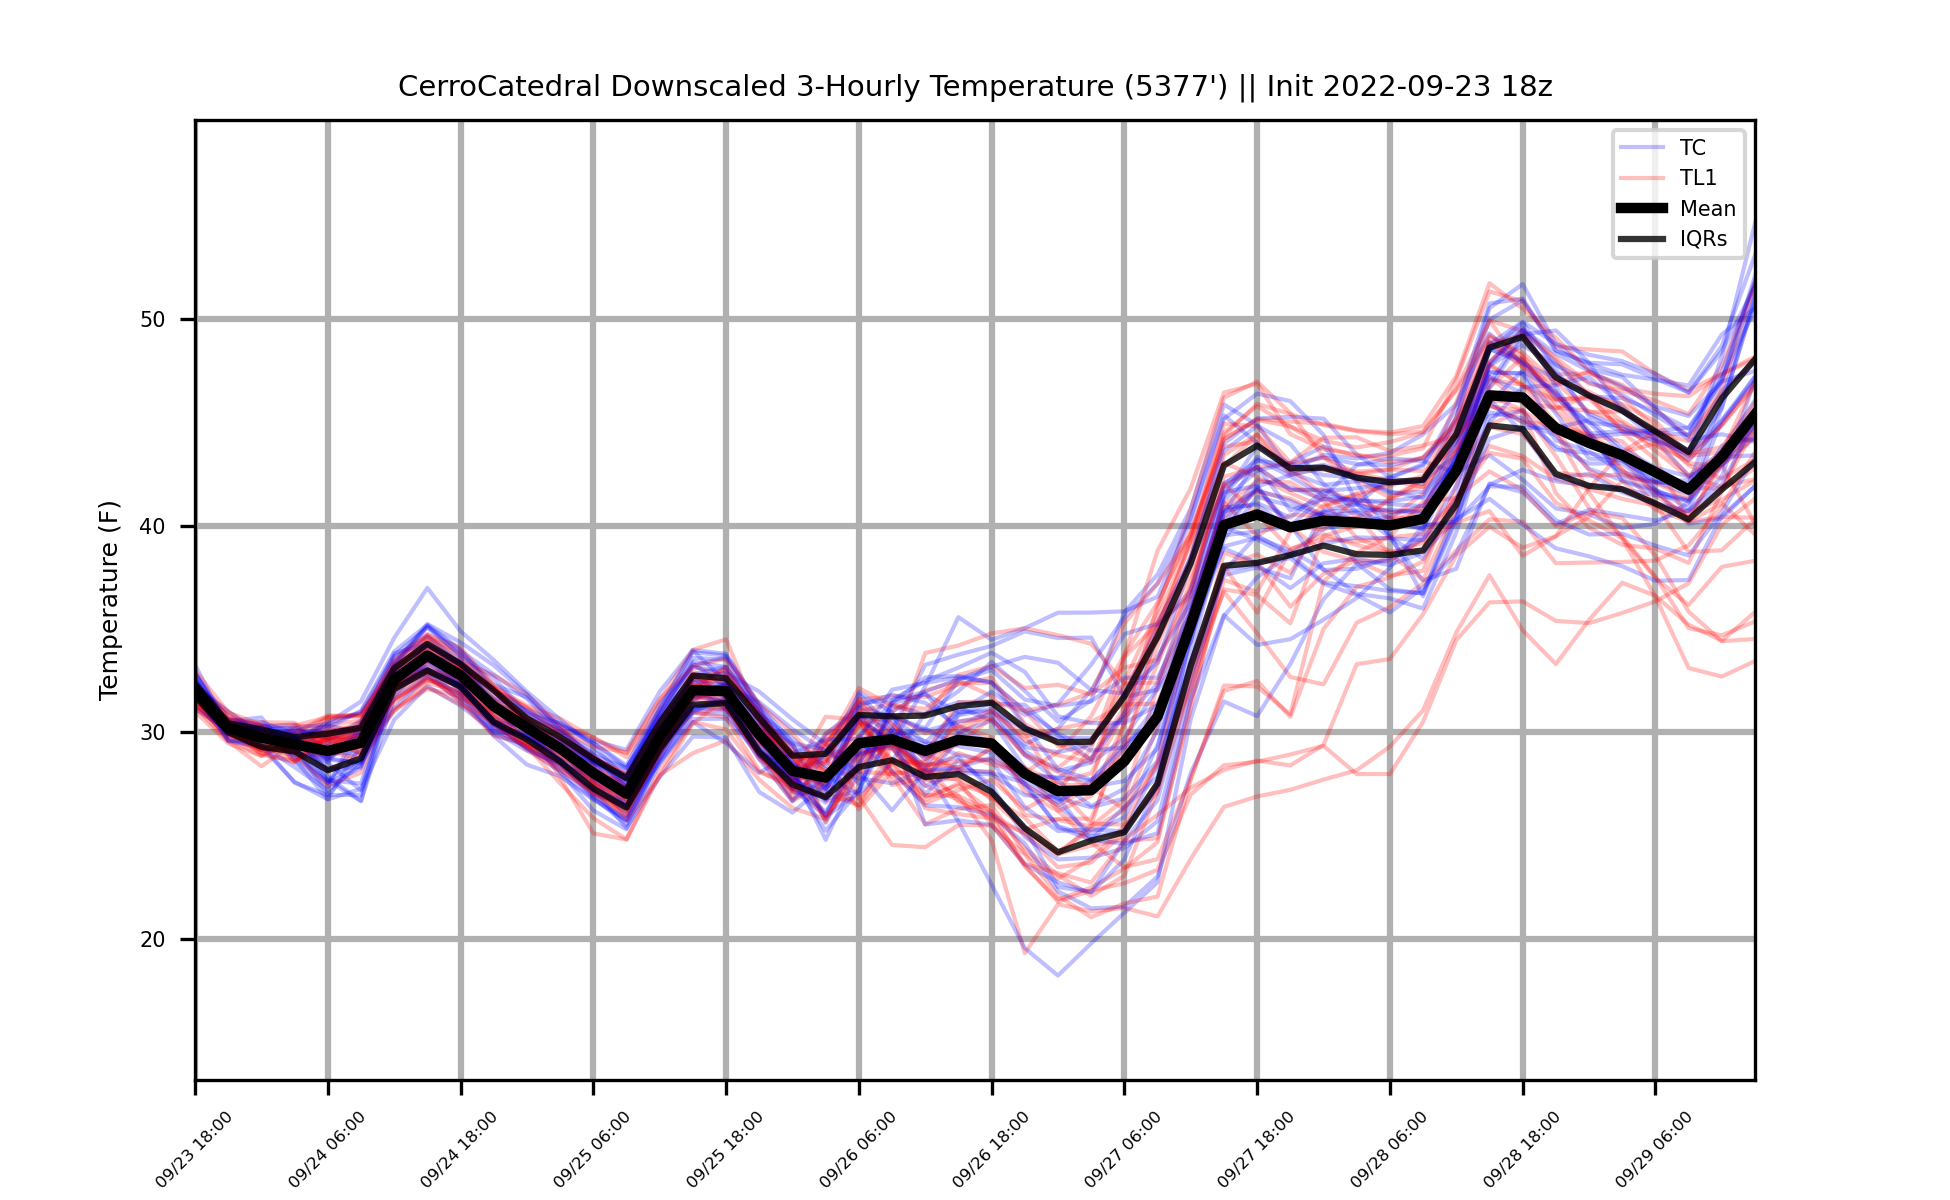 CerroCatedral Downscaled 3-Hourly Temperature (5377') || Init 2022-09-23 18z
TC
TL1
Mean
IQRs
Temperature (F)
50
40
30
20
09/23 18:00
09/24 06:00
09/24 18:00
09/25 06:00
09/25 18:00
09/26 06:00
09/26 18:00
09/27 06:00
09/27 18:00
09/28 06:00
09/28 18:00
09/29 06:00